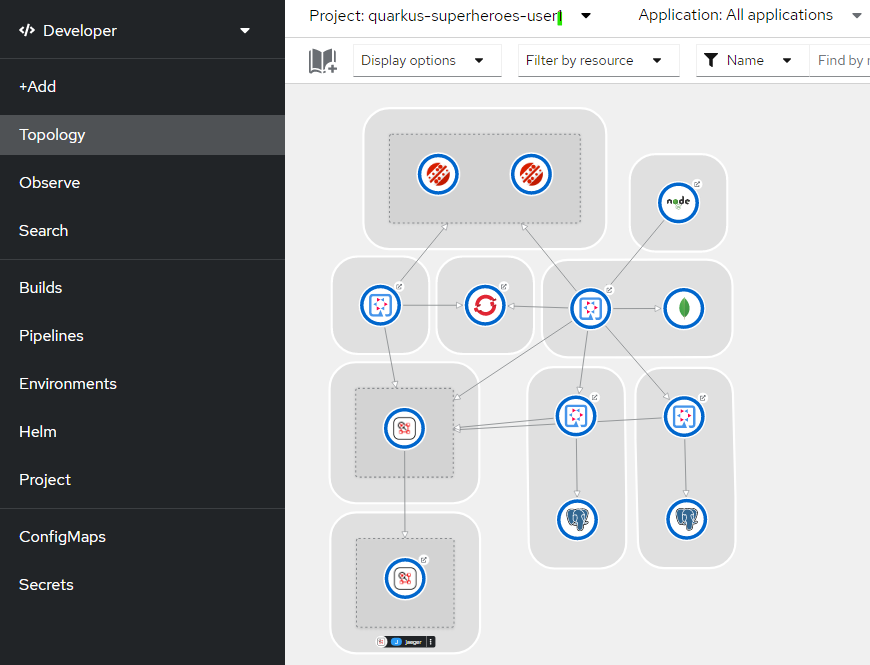 Developer
Project: quarkus-superheroes-user1
Application: All applications
Display options
Filter by resource
Name
Find by
+Add
Topology
Observe
Search
Builds
Pipelines
Environments
Helm
Project
ConfigMaps
Secrets
node
J jaeger